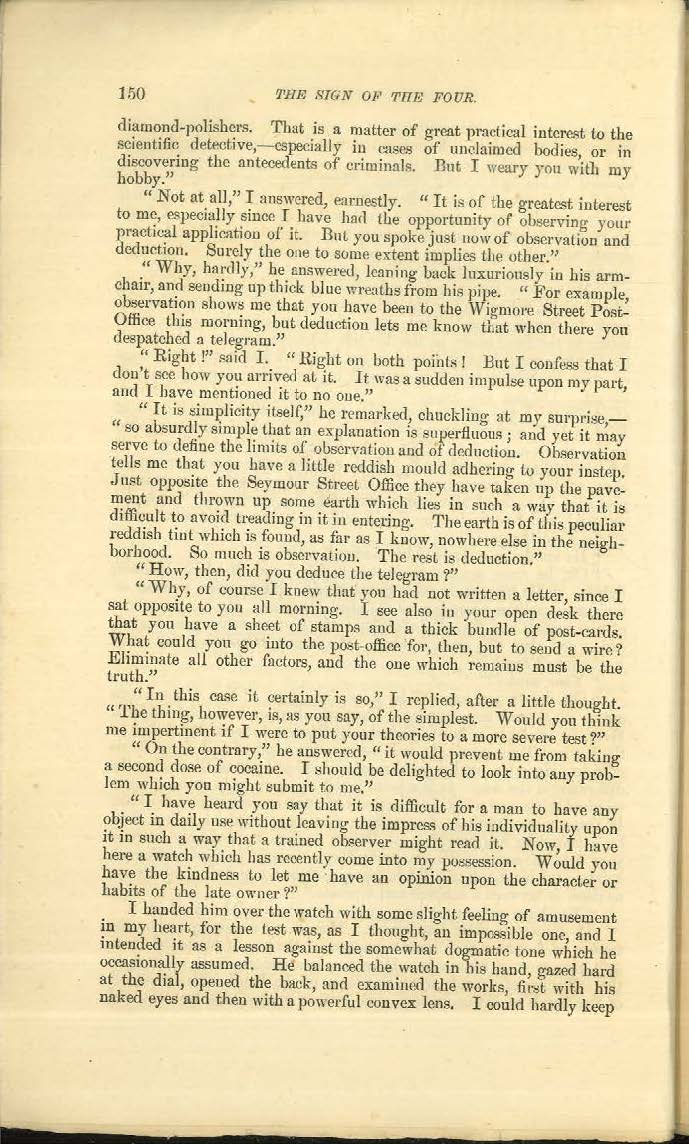 150 THE SIGN OF THE FOUR.
diamond-polishers. That is a matter of great practical interest to the
scientific detective,—especially in cases of unclaimed bodies, or in
discovering the antecedents of criminals. But I weary you with my
hobby.”
“Not at all,” I answered, earnestly. “It is of the greatest interest
to me, especially since I have had the opportunity of observing your
practical application of it. But you spoke just now of observation and
deduction. Surely the one to some extent implies the other.”
“Why, hardly,” he answered, leaning back luxuriously in his arm-
chair, and sending up thick blue wreaths from his pipe. “For example,
observation shows me that you have been to the Wigmore Street Post-
Office this morning, but deduction lets me know that when there you
despatched a telegram.”
“Right!” said I. “Right on both points! But I confess that I
don't see how you arrived at it. It was a sudden impulse upon my part,
and I have mentioned it to no one.”
“It is simplicity itself,” he remarked, chuckling at my surprise,—
“so absurdly simple that an explanation is superfluous; and yet it may
serve to define the limits of observation and of deduction. Observation
tells me that you have a little reddish mould adhering to your instep.
Just opposite the Seymour Street Office they have taken up the pave-
ment and thrown up some earth which lies in such a way that it is
difficult to avoid treading in it in entering. The earth is of this peculiar
reddish tint which is found, as far as I know, nowhere else in the neigh-
borhood. So much is observation. The rest is deduction.”
“How, then, did you deduce the telegram?”
“Why, of course I knew that you had not written a letter, since I
sat opposite to you all morning. I see also in your open desk there
that you have a sheet of stamps and a thick bundle of post-cards.
What could you go into the post-office for, then, but to send a wire?
Eliminate all other factors, and the one which remains must be the
truth.”
“In this case it certainly is so,” I replied, after a little thought.
“The thing, however, is, as you say, of the simplest. Would you think
me impertinent if I were to put your theories to a more severe test?”
“On the contrary,” he answered, “it would prevent me from taking
a second dose of cocaine. I should be delighted to look into any prob-
lem which you might submit to me.”
“I have heard you say that it is difficult for a man to have any
object in daily use without leaving the impress of his individuality upon
it in such a way that a trained observer might read it. Now, I have
here a watch which has recently come into my possession. Would you
have the kindness to let me have an opinion upon the character or
habits of the late owner?”
I handed him over the watch with some slight feeling of amusement
in my heart, for the test was, as I thought, an impossible one, and I
intended it as a lesson against the somewhat dogmatic tone which he
occasionally assumed. He balanced the watch in his hand, gazed hard
at the dial, opened the back, and examined the works, first with his
naked eyes and then with a powerful convex lens. I could hardly keep